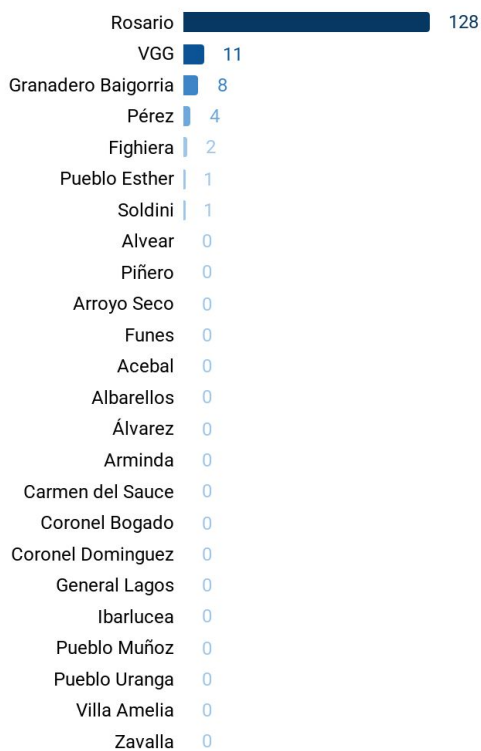 Rosario 128
VGG 11
Granadero Baigorria 8
Pérez 4
Fighiera 2
Pueblo Esther 1
Soldini 1
Alvear 0
Piñero 0
Arroyo Seco 0
Funes 0
Acebal 0
Albarellos 0
Álvarez 0
Arminda 0
Carmen del Sauce 0
Coronel Bogado 0
Coronel Dominguez 0
General Lagos 0
Ibarlucea 0
Pueblo Muñoz 0
Pueblo Uranga 0
Villa Amelia 0
Zavalla 0